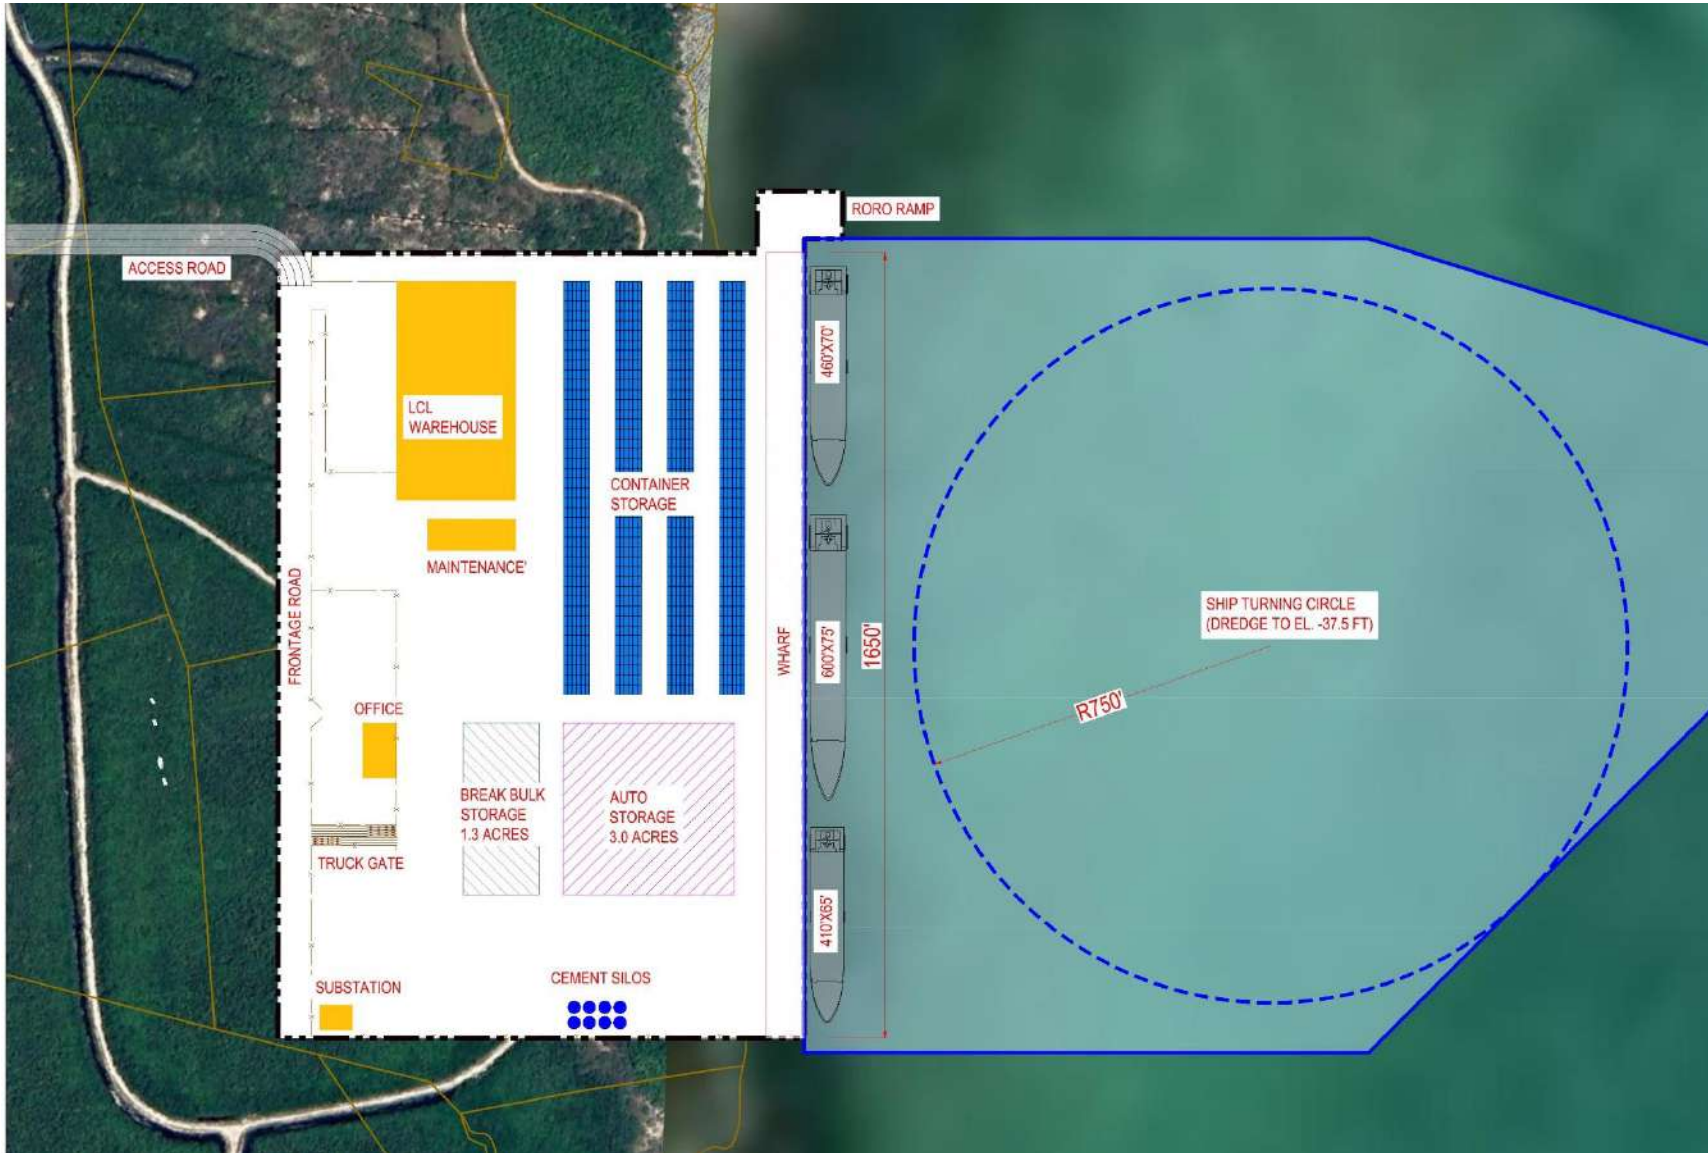 RORO RAMP
ACCESS ROAD
460'X70'
LCL
WAREHOUSE
CONTAINER
STORAGE
MAINTENANCE'
FRONTAGE ROAD
WHARF
600'X75'
1650'
SHIP TURNING CIRCLE
(DREDGE TO EL. -37.5 FT)
R750'
OFFICE
BREAK BULK
STORAGE
1.3 ACRES
AUTO
STORAGE
3.0 ACRES
TRUCK GATE
410'X65'
SUBSTATION
CEMENT SILOS